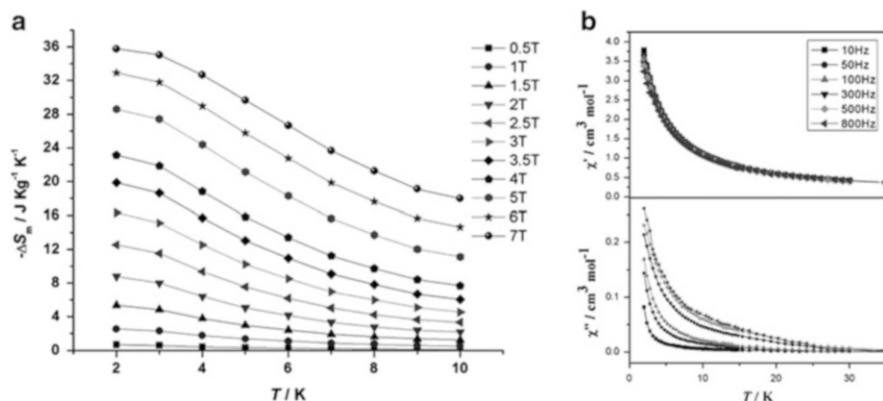 a
-ΔSm / J Kg-1 K-1
36
32
28
24
20
16
12
8
4
0
2 4 6 8 10
T / K
0.5T
1T
1.5T
2T
2.5T
3T
3.5T
4T
5T
6T
7T
b
χ' / cm3 mol-1
4.0
3.5
3.0
2.5
2.0
1.5
1.0
0.5
0.0
10Hz
50Hz
100Hz
300Hz
500Hz
800Hz
χ'' / cm3 mol-1
0.2
0.1
0.0
0 10 20 30
T / K